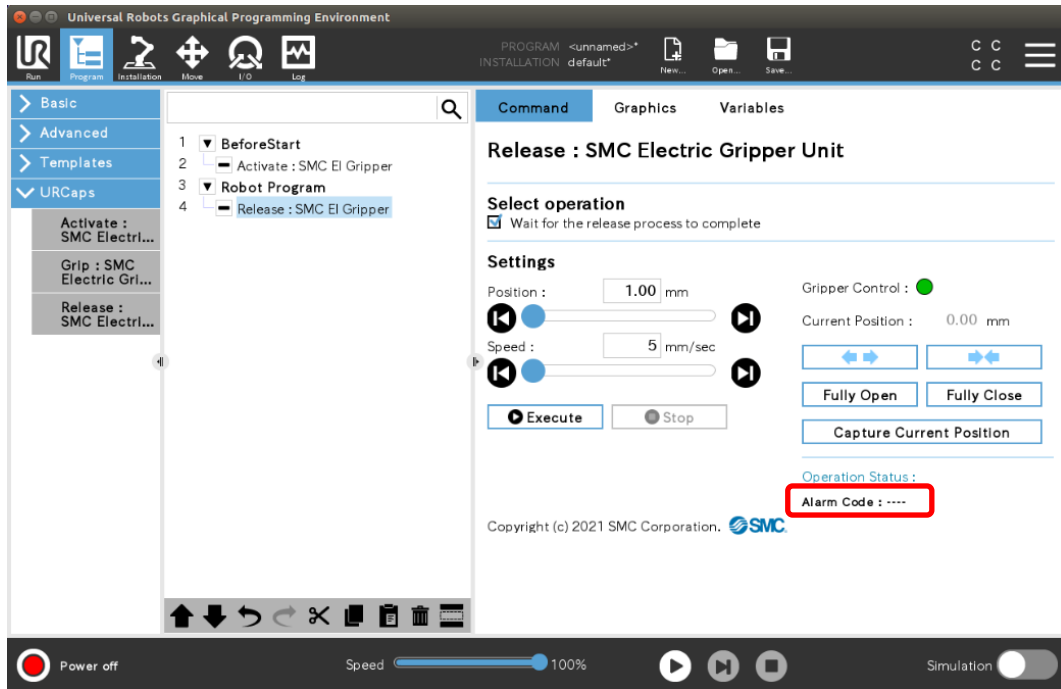 Universal Robots Graphical Programming Environment
Run
Program
Installation
Move
I/O
Log
PROGRAM <unnamed>*
INSTALLATION default*
New...
Open...
Save...
C C
C C
Basic
Advanced
Templates
URCaps
Activate :
SMC Electri...
Grip : SMC
Electric Gri...
Release :
SMC Electri...
1 BeforeStart
2 Activate : SMC El Gripper
3 Robot Program
4 Release : SMC El Gripper
Command Graphics Variables
Release : SMC Electric Gripper Unit
Select operation
Wait for the release process to complete
Settings
Position : 1.00 mm
Speed : 5 mm/sec
Execute Stop
Gripper Control :
Current Position : 0.00 mm
Fully Open Fully Close
Capture Current Position
Operation Status :
Alarm Code : ----
Copyright (c) 2021 SMC Corporation. SMC.
Power off
Speed 100%
Simulation